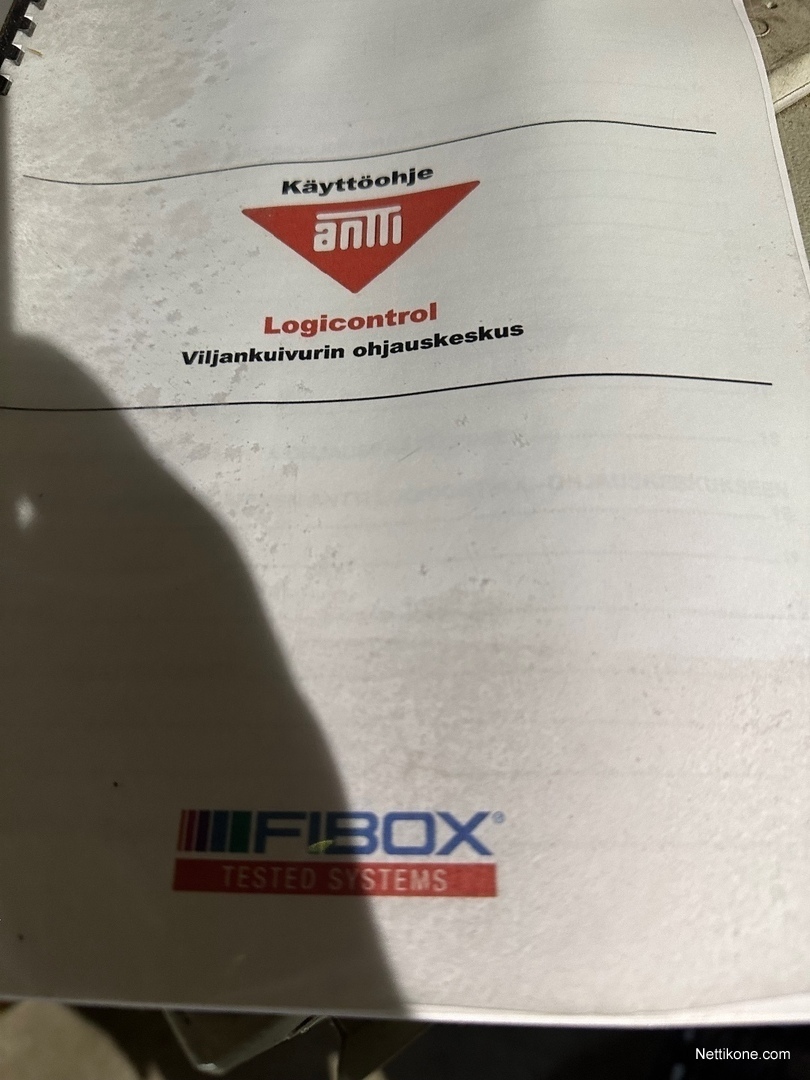 Käyttöohje
antti
Logicontrol
Viljankuivurin ohjauskeskus
FIBOX®
TESTED SYSTEMS
Nettikone.com